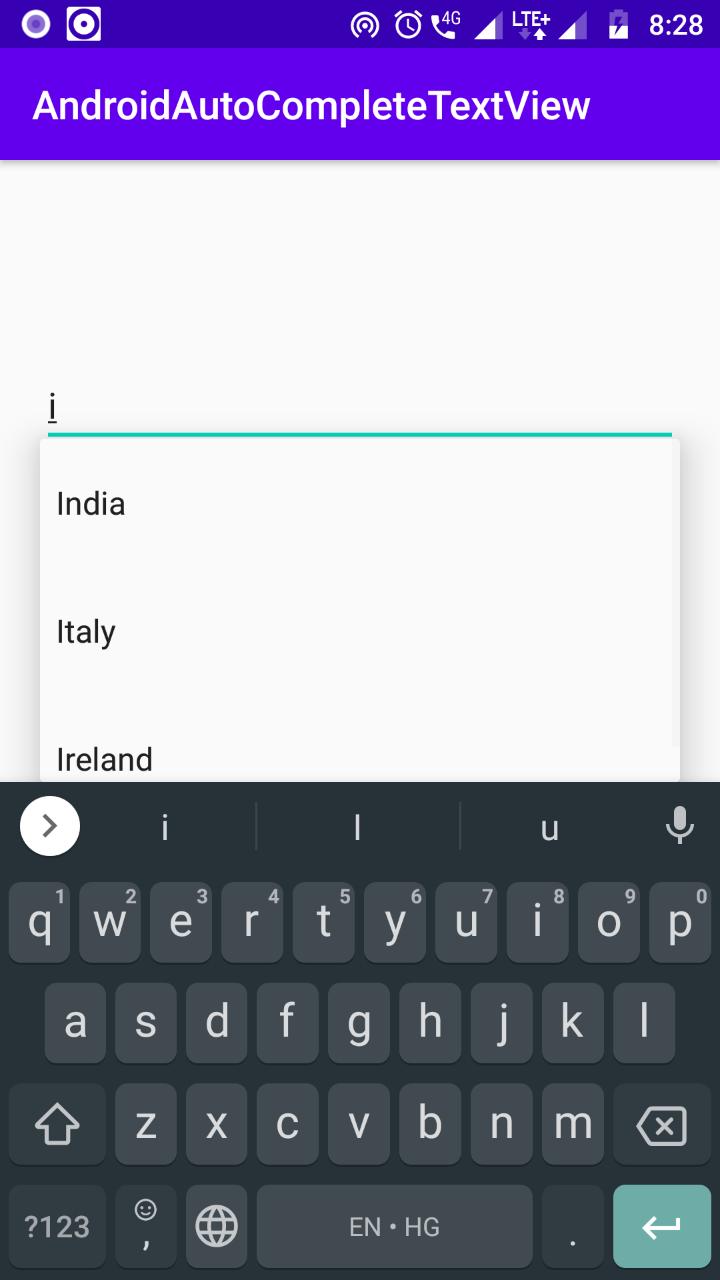 4G LTE+ 8:28
AndroidAutoCompleteTextView
i
India
Italy
Ireland
i l u
1 2 3 4 5 6 7 8 9 0
q w e r t y u i o p
a s d f g h j k l
z x c v b n m
?123 , EN • HG .